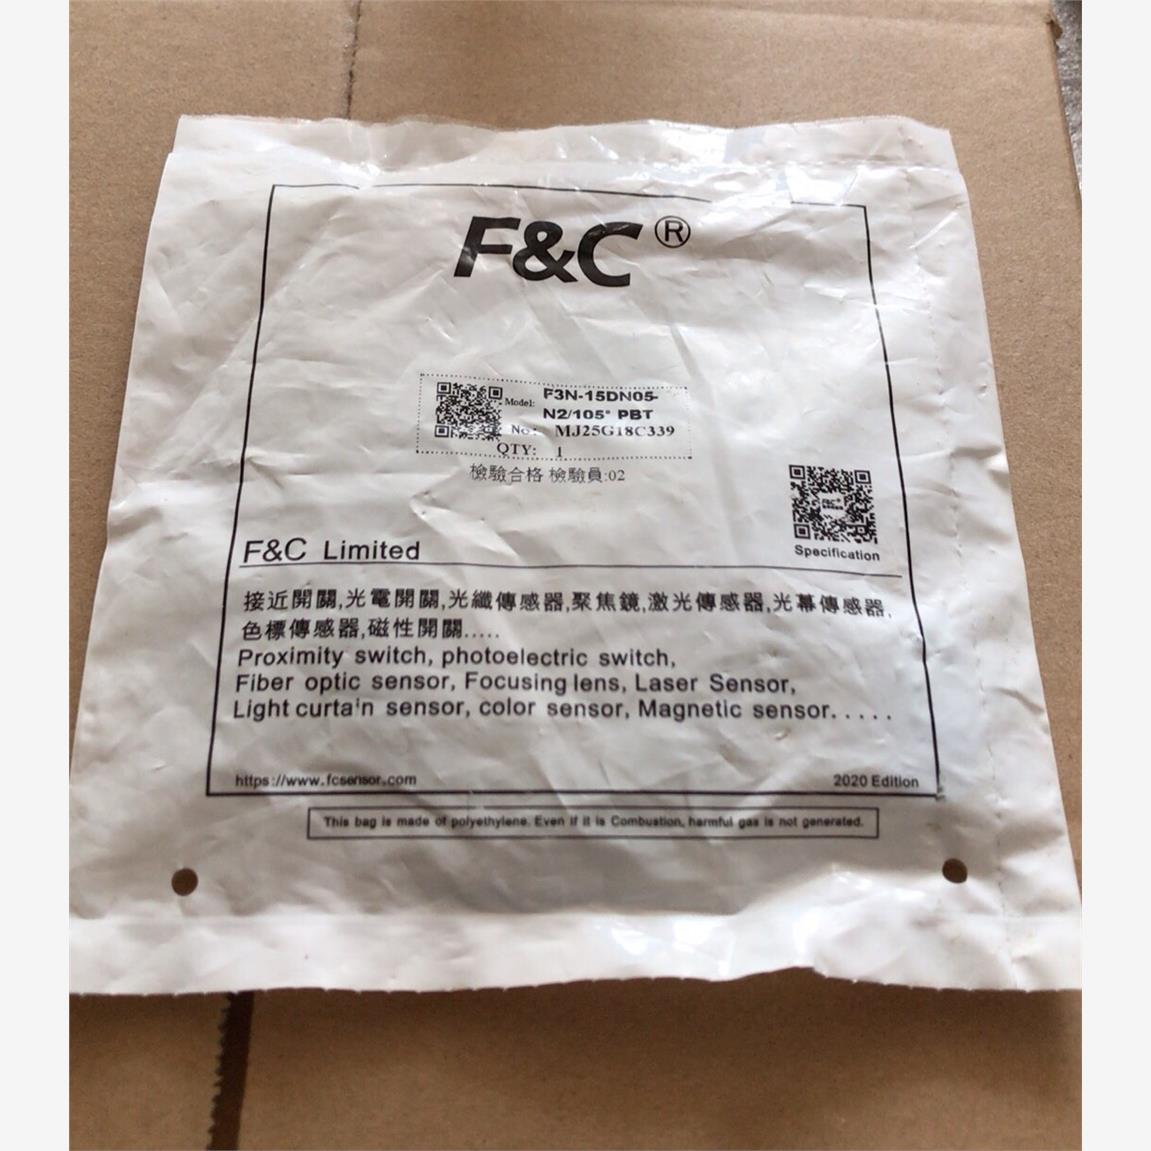 F&C®
Model: F3N-15DN05-
N2/105° PBT
No: MJ25G18C339
QTY: 1
檢驗合格 檢驗員:02
Specification
F&C Limited
接近開關,光電開關,光纖傳感器,聚焦鏡,激光傳感器,光幕傳感器,
色標傳感器,磁性開關.....
Proximity switch, photoelectric switch,
Fiber optic sensor, Focusing lens, Laser Sensor,
Light curtain sensor, color sensor, Magnetic sensor.....
https://www.fcsensor.com
2020 Edition
This bag is made of polyethylene. Even if it is Combustion, harmful gas is not generated.